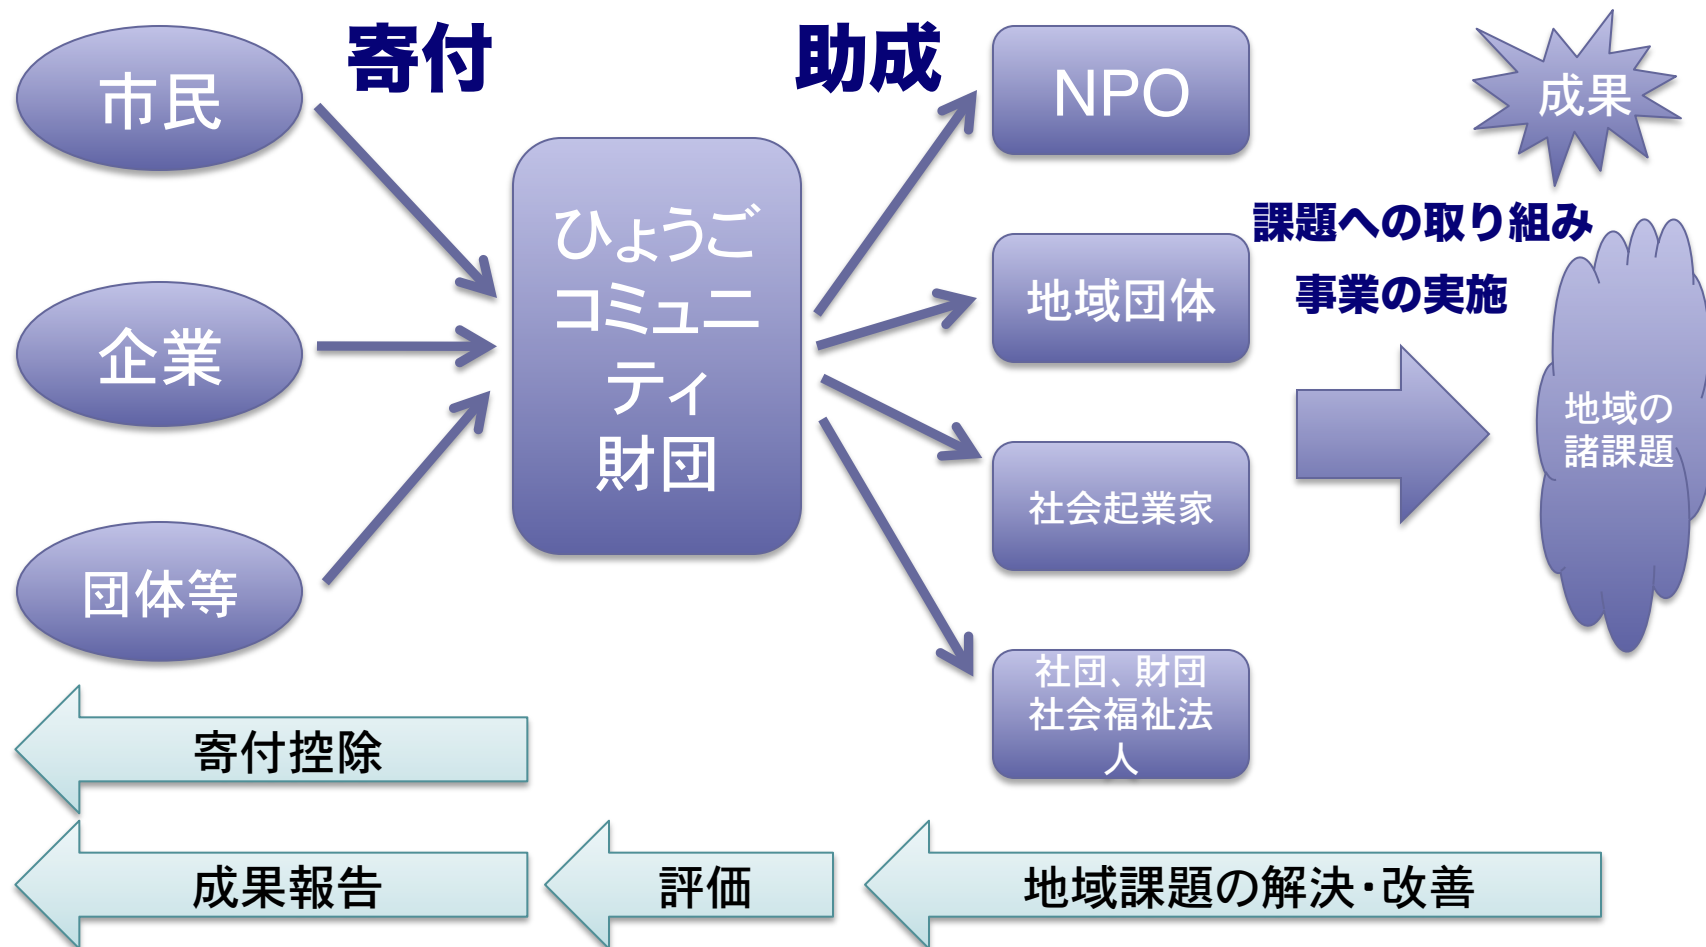 寄付
助成
市民
企業
団体等
ひょうご
コミュニ
ティ
財団
NPO
地域団体
社会起業家
社団、財団
社会福祉法
人
成果
課題への取り組み
事業の実施
地域の
諸課題
寄付控除
成果報告
評価
地域課題の解決・改善